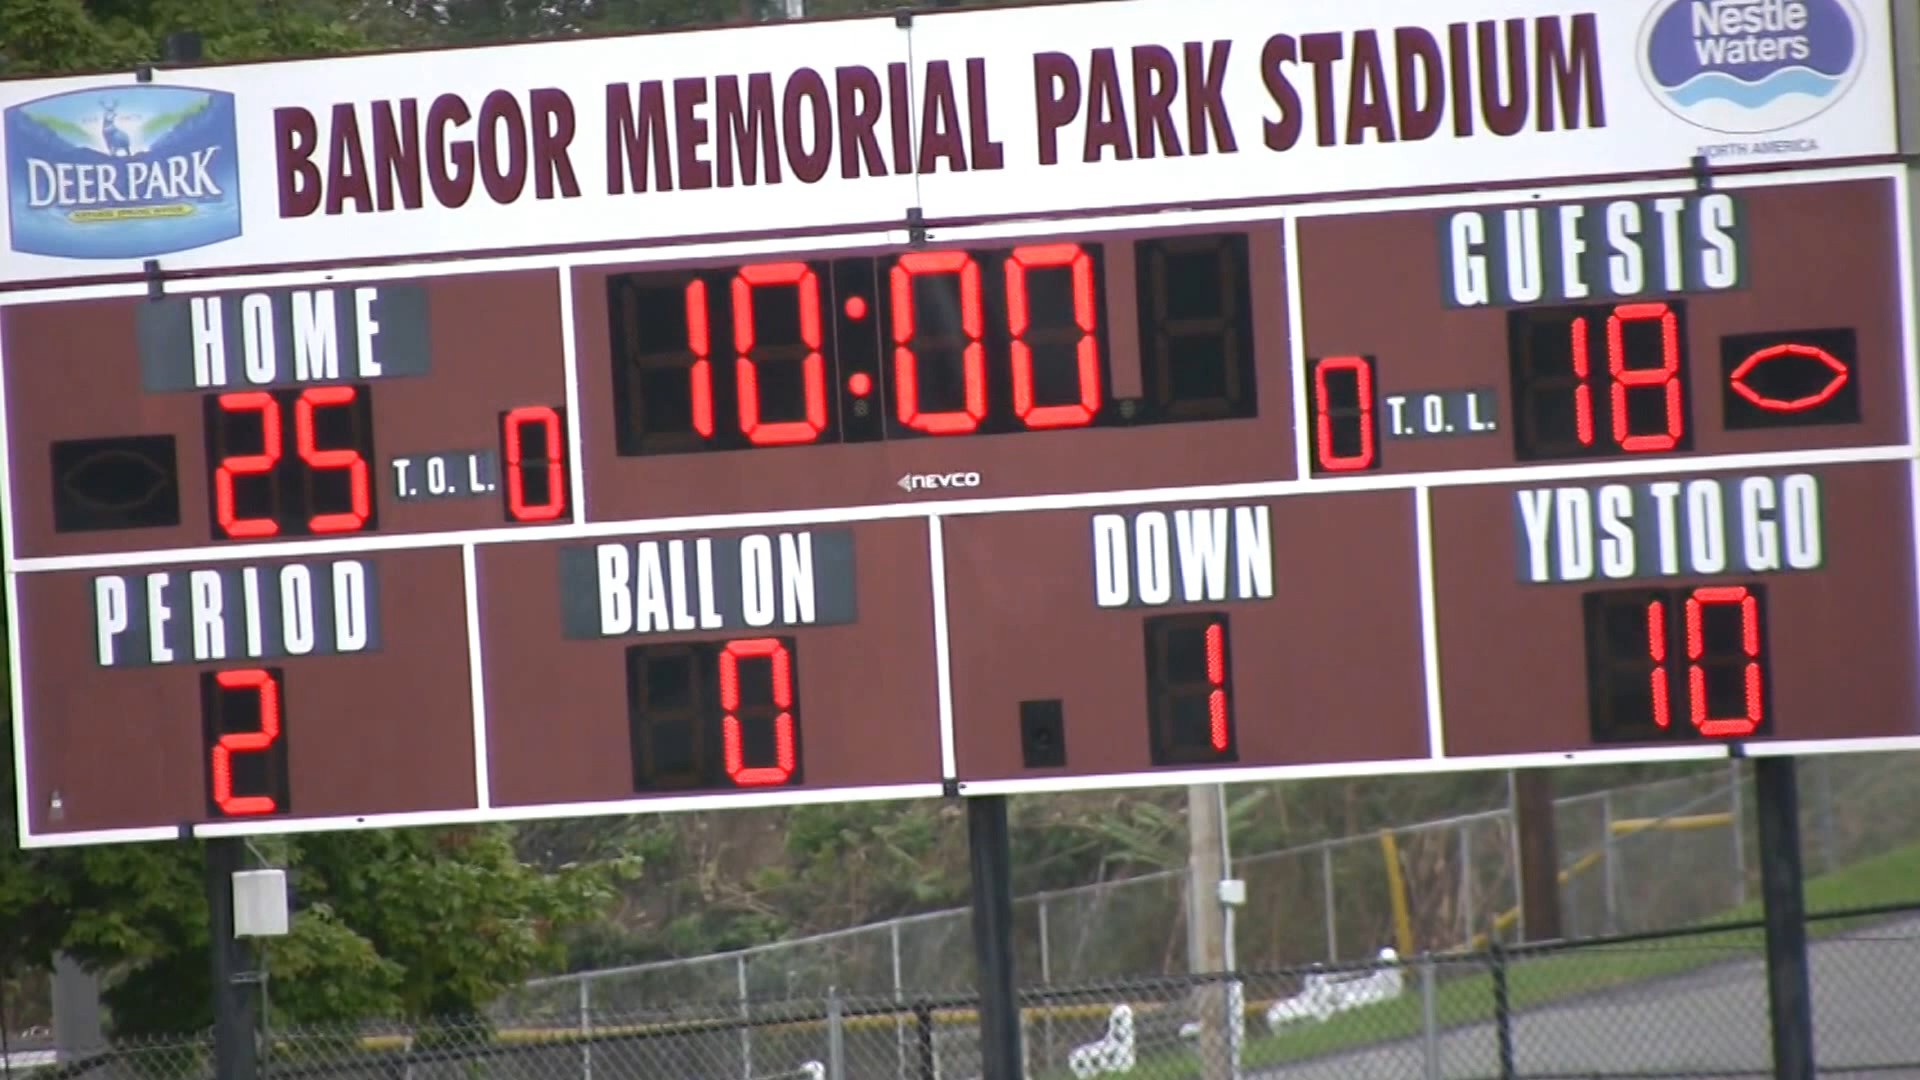 DEER PARK
BANGOR MEMORIAL PARK STADIUM
Nestle
Waters
NORTH AMERICA
HOME
25
T.O.L. 0
10:00
NEVCO
GUESTS
0 T.O.L. 18
PERIOD
2
BALL ON
0
DOWN
1
YDS TO GO
10